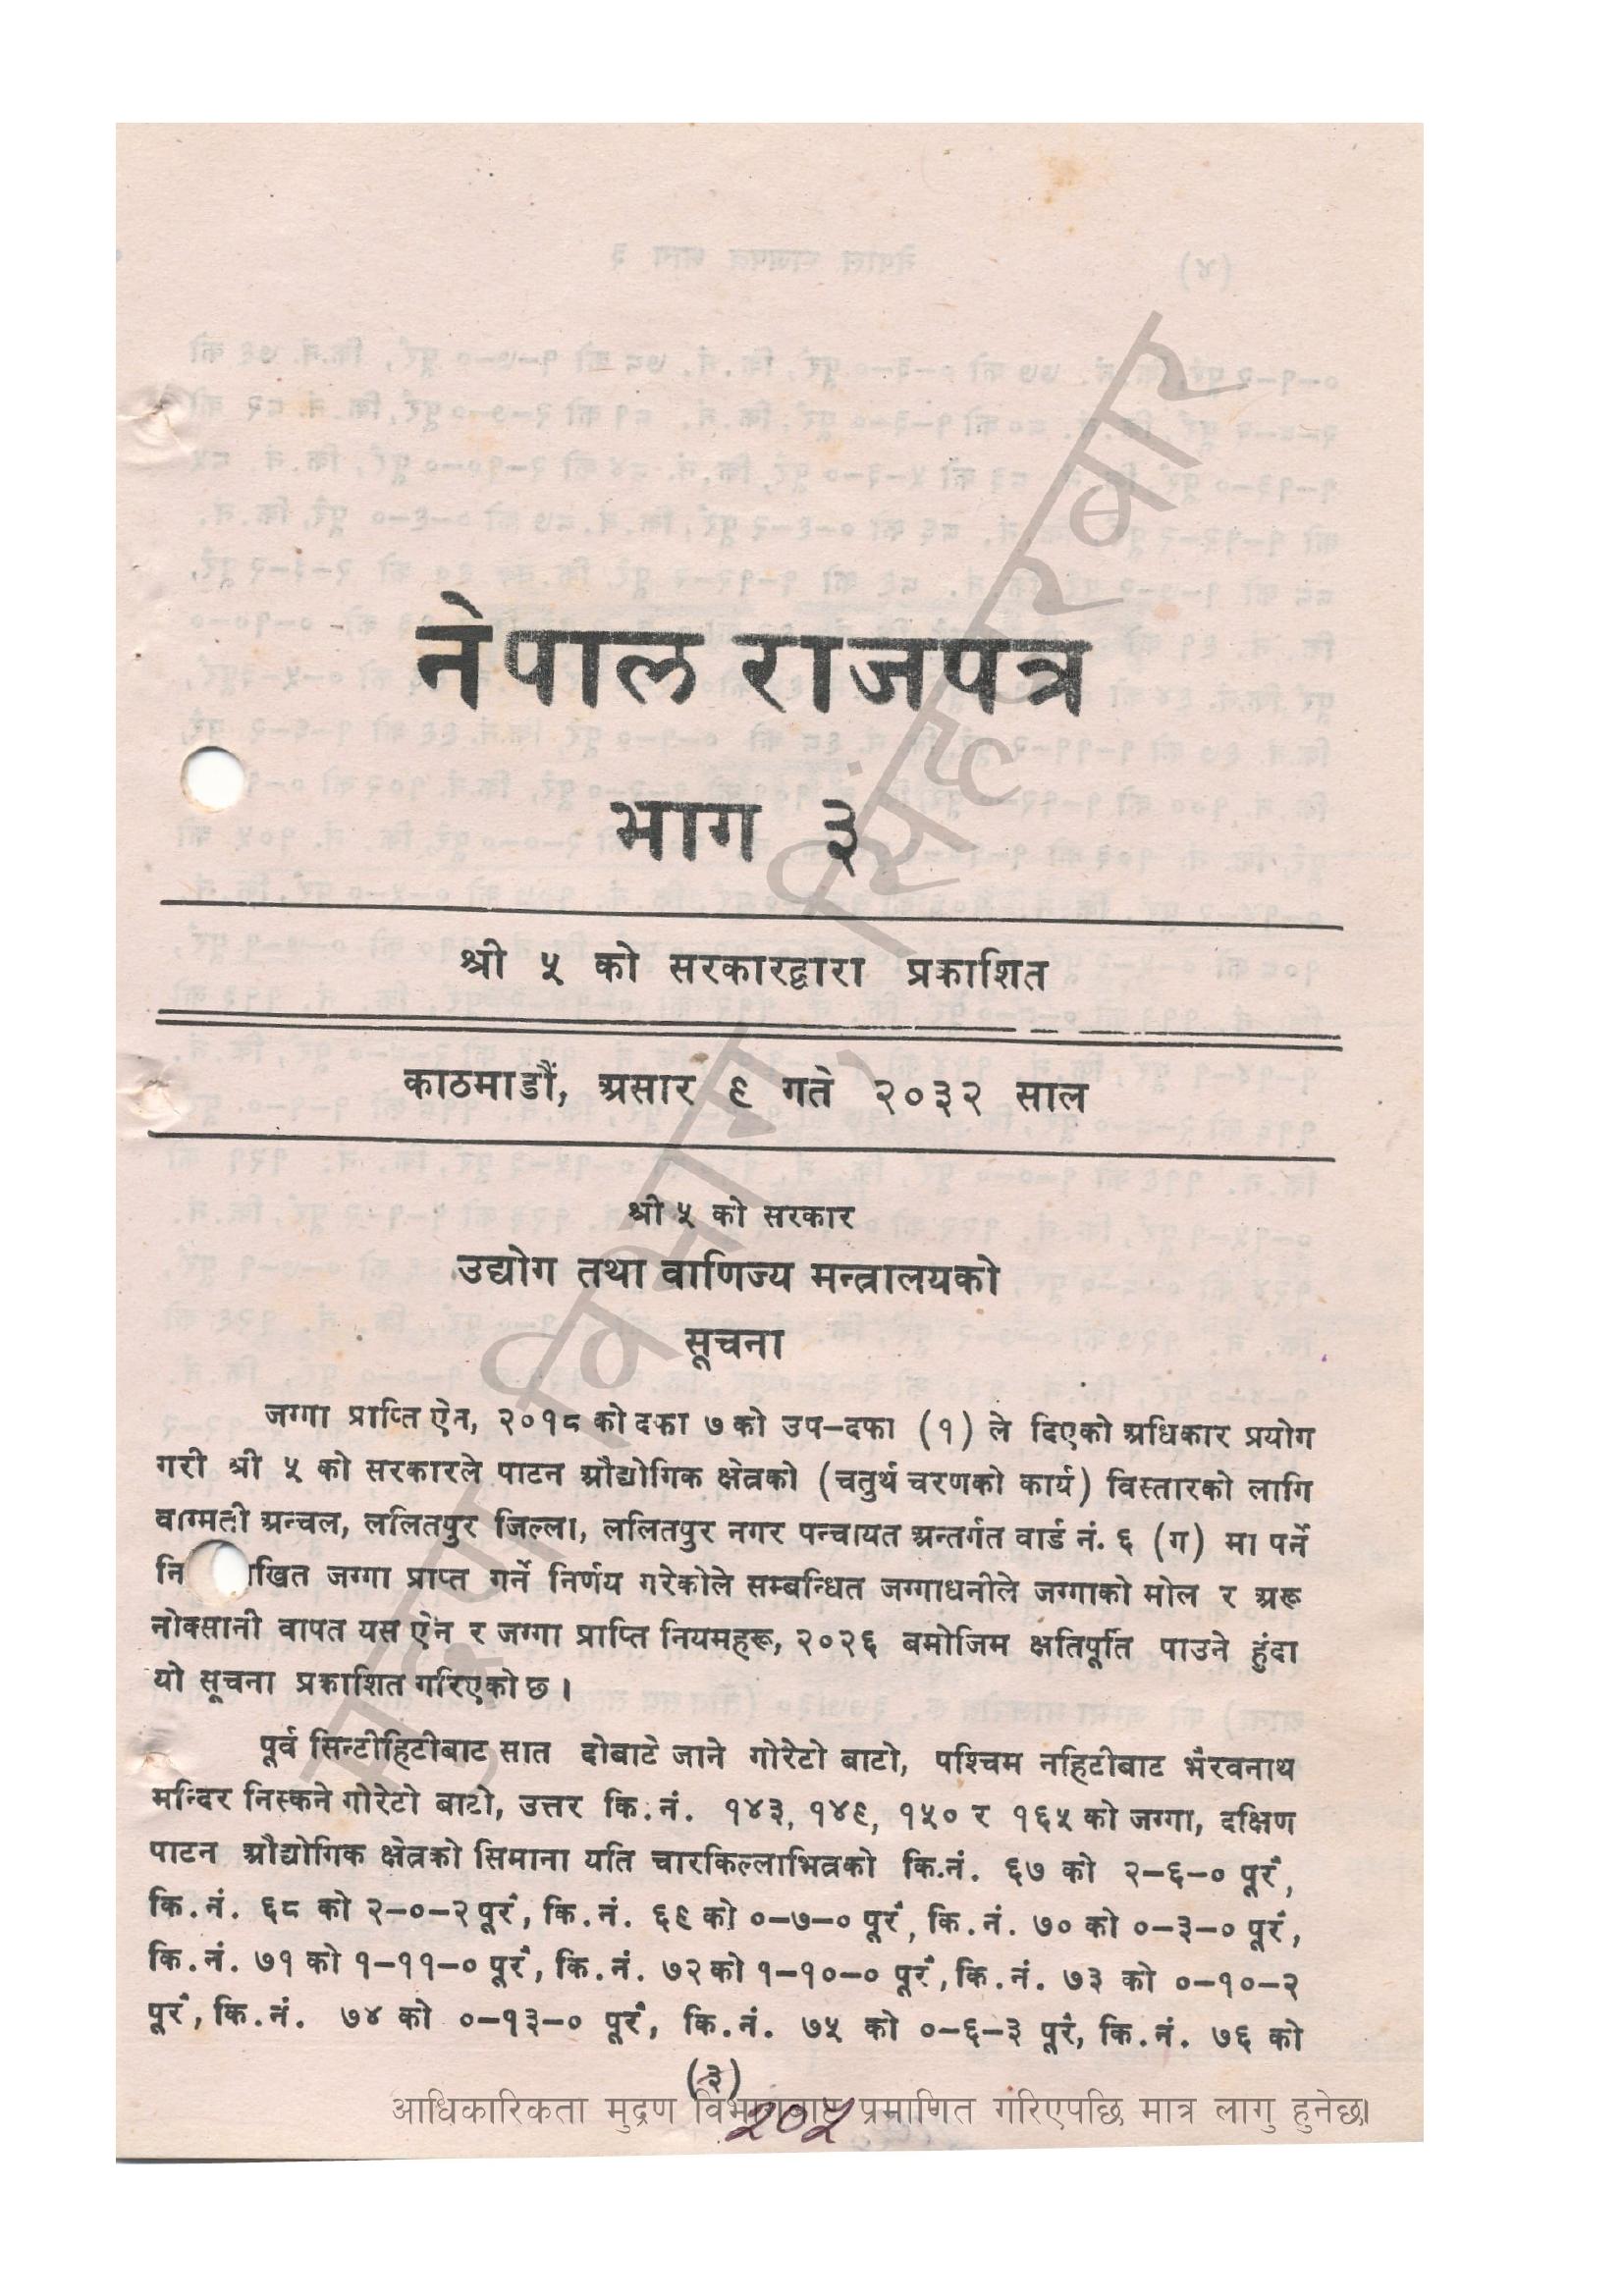 नेपाल राजपत्र
भाग ३
श्री ५ को सरकारद्वारा प्रकाशित
काठमाडौं, असार ९ गते २०३२ साल
श्री ५ को सरकार
उद्योग तथा वाणिज्य मन्त्रालयको
सूचना
जग्गा प्राप्ति ऐन, २०१८ को दफा ७ को उप-दफा (१) ले दिएको अधिकार प्रयोग
गरी श्री ५ को सरकारले पाटन औद्योगिक क्षेत्रको (चतुर्थ चरणको कार्य) विस्तारको लागि
वाग्मती अन्चल, ललितपुर जिल्ला, ललितपुर नगर पन्चायत अन्तर्गत वार्ड नं. ६ (ग) मा पर्ने
जग्गा प्राप्त गर्ने निर्णय गरेकोले सम्बन्धित जग्गाधनीले जग्गाको मोल र अरू
नोक्सानी वापत यस ऐन र जग्गा प्राप्ति नियमहरू, २०२६ बमोजिम क्षतिपूर्ति पाउने हुंदा
यो सूचना प्रकाशित गरिएको छ ।
पूर्व सिन्टीहिटीबाट सात दोबाटे जाने गोरेटो बाटो, पश्चिम नहिटीबाट भैरवनाथ
मन्दिर निस्कने गोरेटो बाटो, उत्तर कि.नं. १४३, १४९, १५० र १६५ को जग्गा, दक्षिण
पाटन औद्योगिक क्षेत्रको सिमाना यति चारकिल्लाभित्रको कि.नं. ६७ को २-६-० पूरं,
कि.नं. ६८ को २-०-२ पूरं, कि.नं. ६९ को ०-७-० पूरं, कि.नं. ७० को ०-३-० पूरं,
कि.नं. ७१ को १-११-० पूरं, कि.नं. ७२ को १-१०-० पूरं, कि.नं. ७३ को ०-१०-२
पूरं, कि.नं. ७४ को ०-१३-० पूरं, कि.नं. ७५ को ०-६-३ पूरं, कि.नं. ७६ को
(३)
आधिकारिकता मुद्रण विभागबाट प्रमाणित गरिएपछि मात्र लागु हुनेछ।
२०५
मुद्रण विभाग, सिंहदरबार